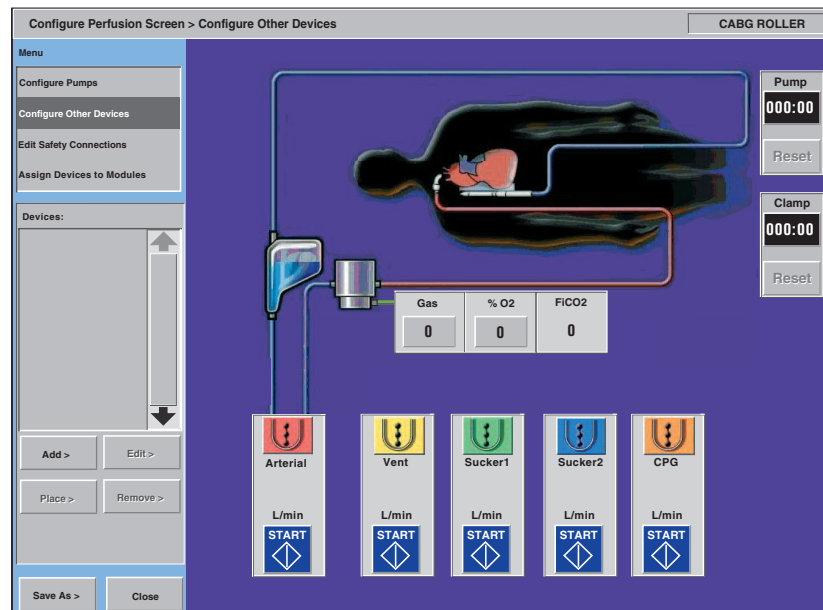 Configure Perfusion Screen > Configure Other Devices
CABG ROLLER
Menu
Configure Pumps
Configure Other Devices
Edit Safety Connections
Assign Devices to Modules
Devices:
Add >
Edit >
Place >
Remove >
Save As >
Close
Pump
000:00
Reset
Clamp
000:00
Reset
Gas
% O2
FiCO2
0
0
0
Arterial
Vent
Sucker1
Sucker2
CPG
L/min
L/min
L/min
L/min
L/min
START
START
START
START
START